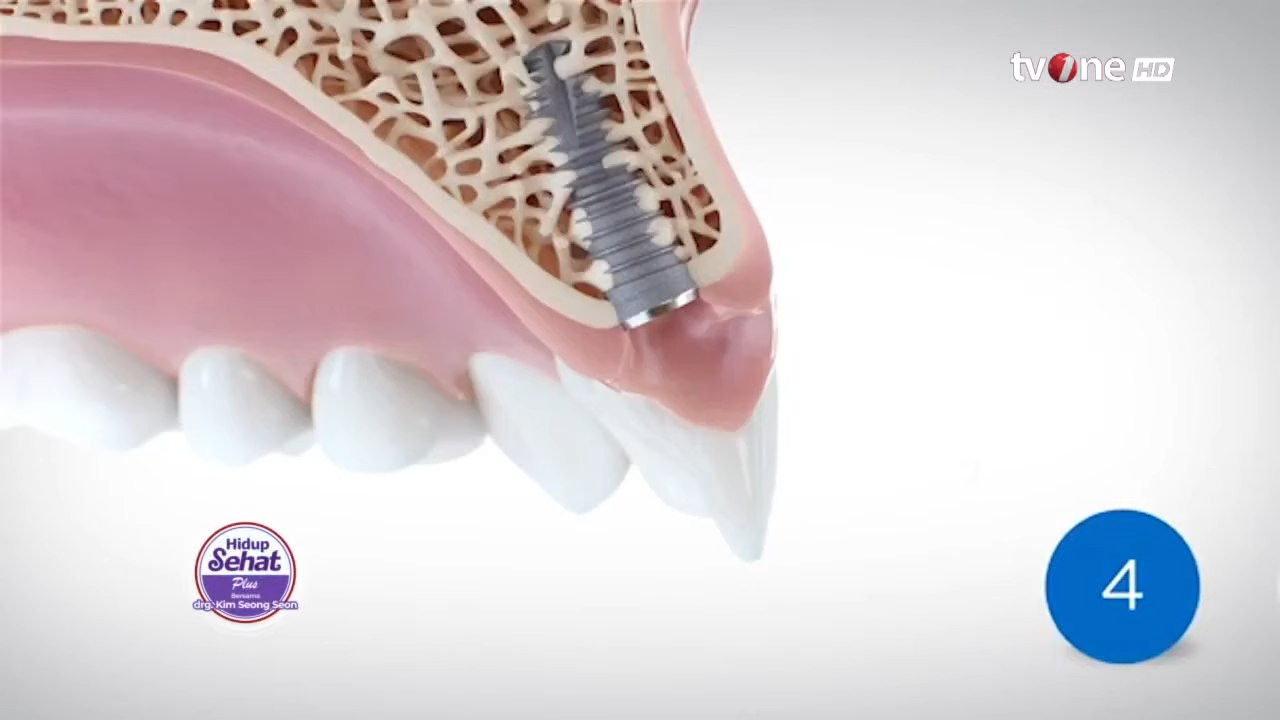 tvOne HD
Hidup
Sehat
Plus
Bersama
drg. Kim Seong Seon
4